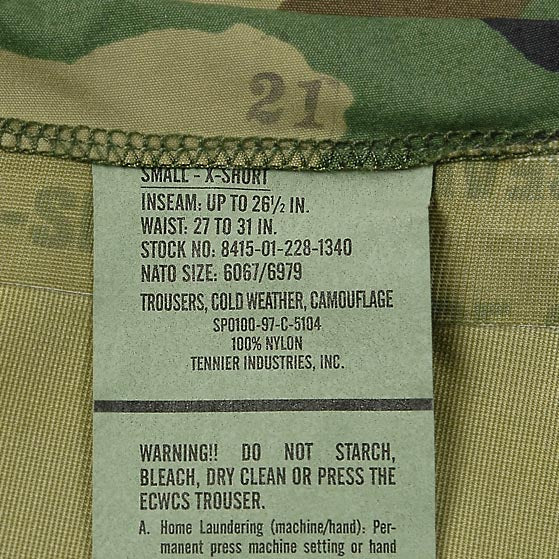 21
SMALL - X-SHORT
INSEAM: UP TO 26½ IN.
WAIST: 27 TO 31 IN.
STOCK NO: 8415-01-228-1340
NATO SIZE: 6067/6979
TROUSERS, COLD WEATHER, CAMOUFLAGE
SPO100-97-C-5104
100% NYLON
TENNIER INDUSTRIES, INC.
WARNING!! DO NOT STARCH,
BLEACH, DRY CLEAN OR PRESS THE
ECWCS TROUSER.
A. Home Laundering (machine/hand): Per-
manent press machine setting or hand